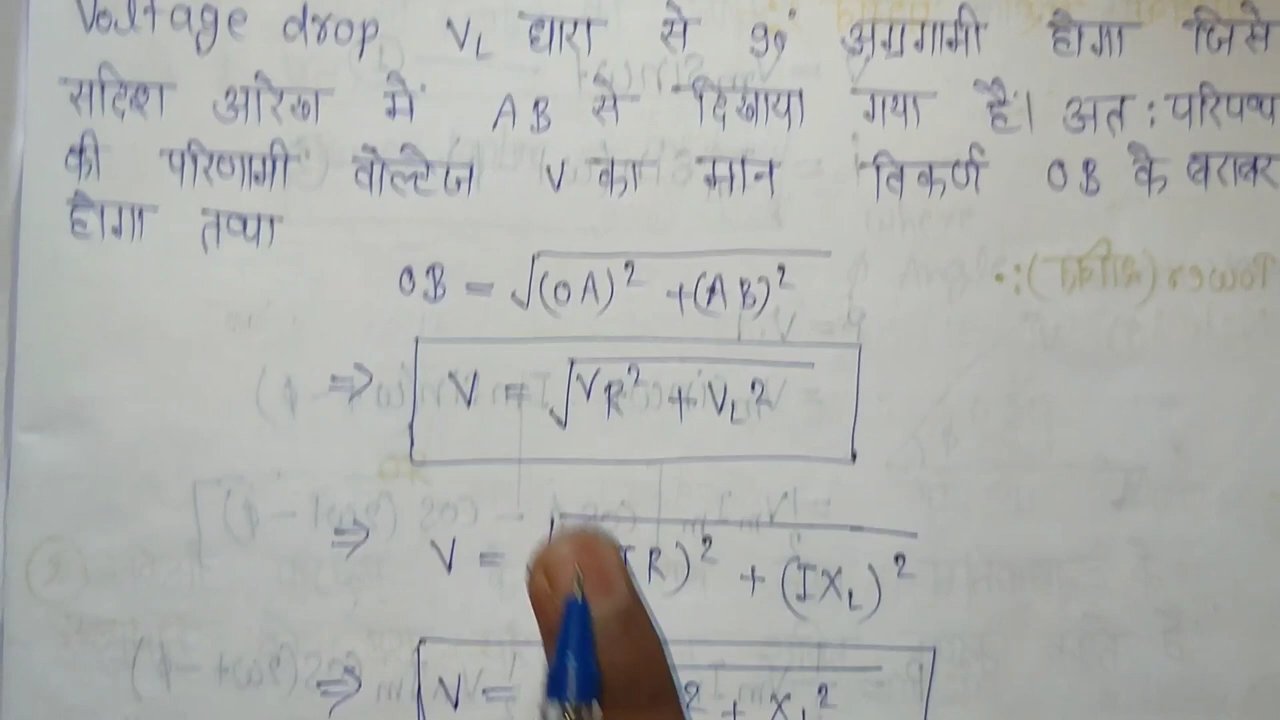 Voltage drop V_L धारा से 90° अग्रगामी होगा जिसे
सदिश आरेख में AB से दिखाया गया है। अत: परिपथ
की परिणामी वोल्टेज V का मान विकर्ण OB के बराबर
होगा तथा
OB = √(OA)² + (AB)²
⇒ V = √V_R² + V_L²
⇒ V = R)² + (IX_L)²
⇒ V = ² + X_L²